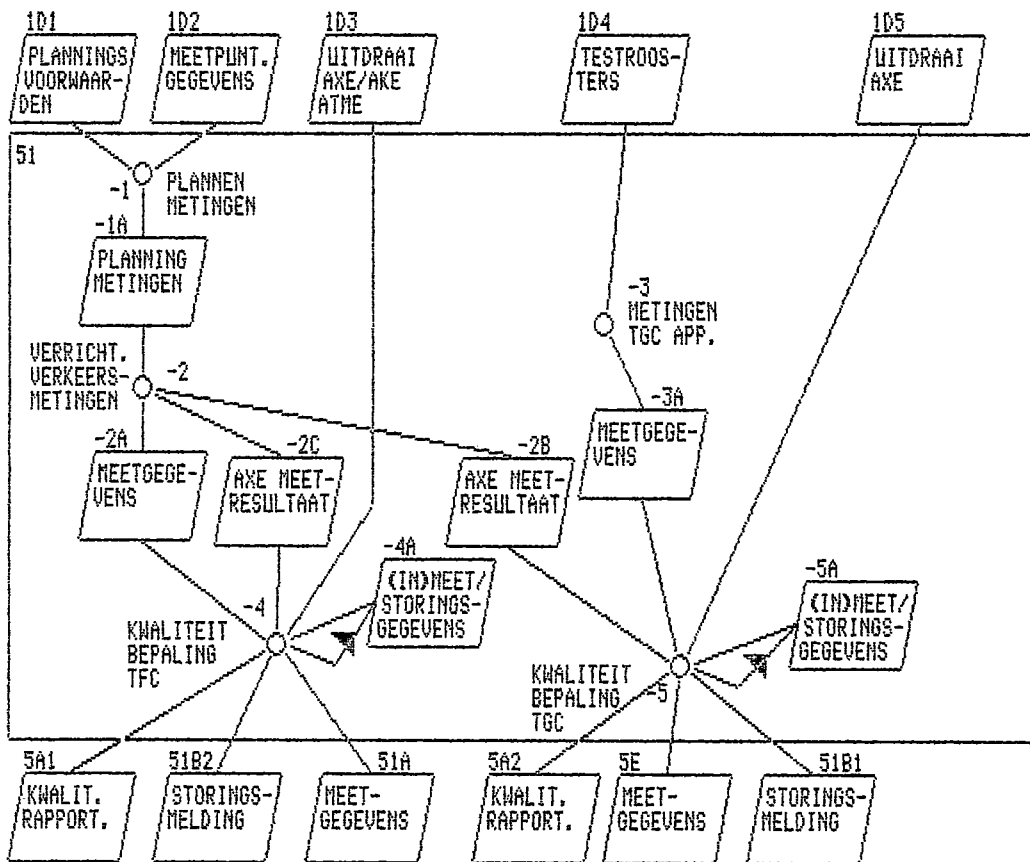 1D1
PLANNINGS
VOORWAAR-
DEN
1D2
MEETPUNT.
GEGEVENS
1D3
UITDRAAI
AXE/AKE
ATME
1D4
TESTROOS-
TERS
1D5
UITDRAAI
AXE
51
-1
PLANNEN
METINGEN
-1A
PLANNING
METINGEN
-3
METINGEN
TGC APP.
VERRICHT.
VERKEERS-
METINGEN
-2
-3A
MEETGEGE-
VENS
-2A
MEETGEGE-
VENS
-2C
AXE MEET-
RESULTAAT
-2B
AXE MEET-
RESULTAAT
-4A
(IN)MEET/
STORINGS-
GEGEVENS
-5A
(IN)MEET/
STORINGS-
GEGEVENS
-4
KWALITEIT
BEPALING
TFC
KWALITEIT
BEPALING
TGC
-5
5A1
KWALIT.
RAPPORT.
51B2
STORINGS-
MELDING
51A
MEET-
GEGEVENS
5A2
KWALIT.
RAPPORT.
5E
MEET-
GEGEVENS
51B1
STORINGS-
MELDING